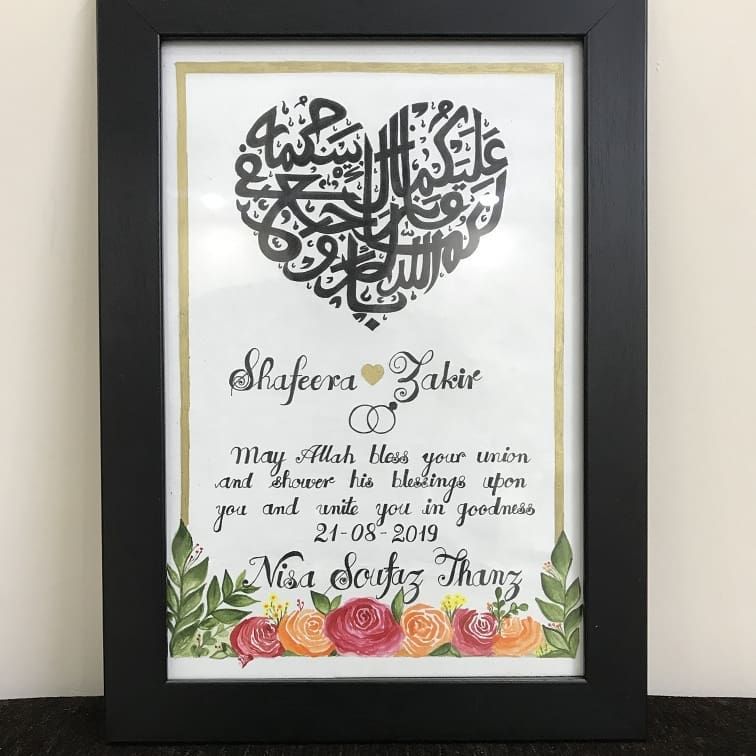 بارك الله لكما وبارك عليكما وجمع بينكما في خير
Shafeera Zakir
May Allah bless your union
and shower his blessings upon
you and unite you in goodness
21-08-2019
Nisa Soufaz Thanz